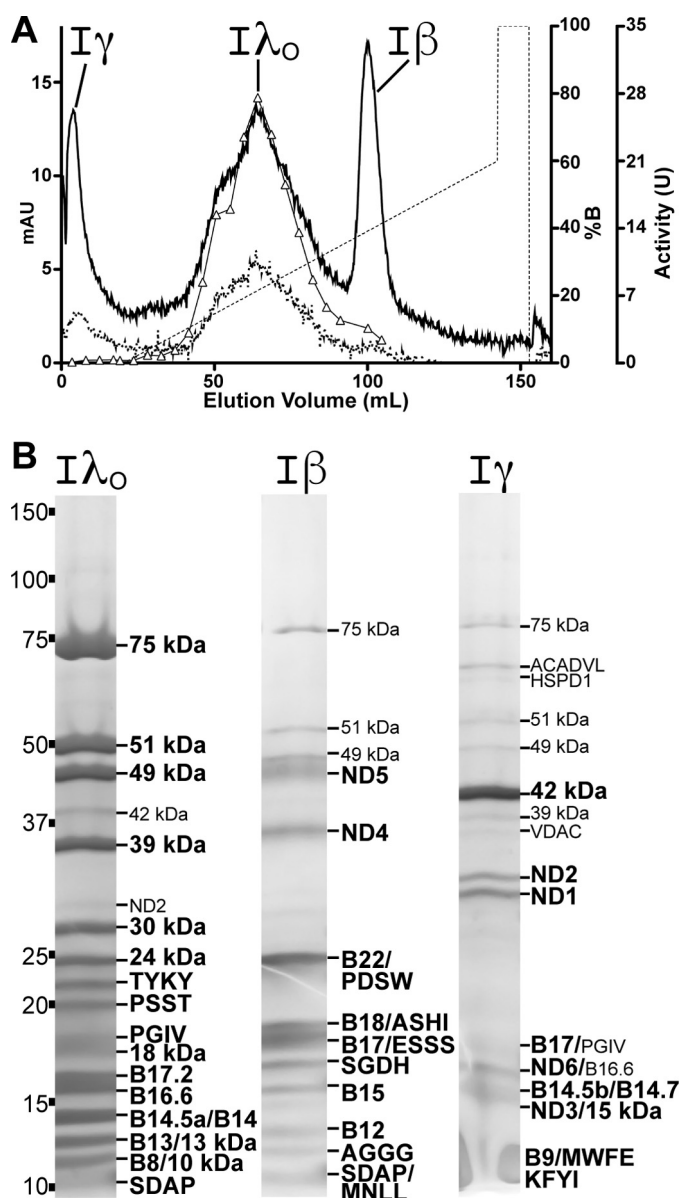 A
Iγ
Iλo
Iβ
15
10
5
0
mAU
0
50
100
150
Elution Volume (mL)
100
80
60
40
20
0
%B
35
28
21
14
7
0
Activity (U)
B
Iλo
Iβ
Iγ
150
100
75
50
37
25
20
15
10
75 kDa
51 kDa
49 kDa
42 kDa
39 kDa
ND2
30 kDa
24 kDa
TYKY
PSST
PGIV
18 kDa
B17.2
B16.6
B14.5a/B14
B13/13 kDa
B8/10 kDa
SDAP
75 kDa
51 kDa
49 kDa
ND5
ND4
B22/
PDSW
B18/ASHI
B17/ESSS
SGDH
B15
B12
AGGG
SDAP/
MNLL
75 kDa
ACADVL
HSPD1
51 kDa
49 kDa
42 kDa
39 kDa
VDAC
ND2
ND1
B17/PGIV
ND6/B16.6
B14.5b/B14.7
ND3/15 kDa
B9/MWFE
KFYI